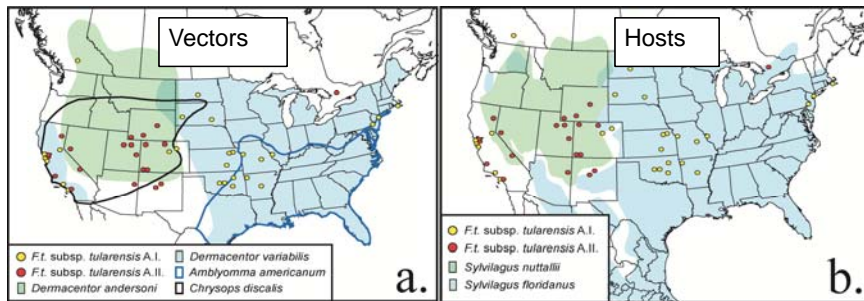 Vectors
F.t. subsp. tularensis A.I.
F.t. subsp. tularensis A.II.
Dermacentor andersoni
Dermacentor variabilis
Amblyomma americanum
Chrysops discalis
a.
Hosts
F.t. subsp. tularensis A.I.
F.t. subsp. tularensis A.II.
Sylvilagus nuttallii
Sylvilagus floridanus
b.